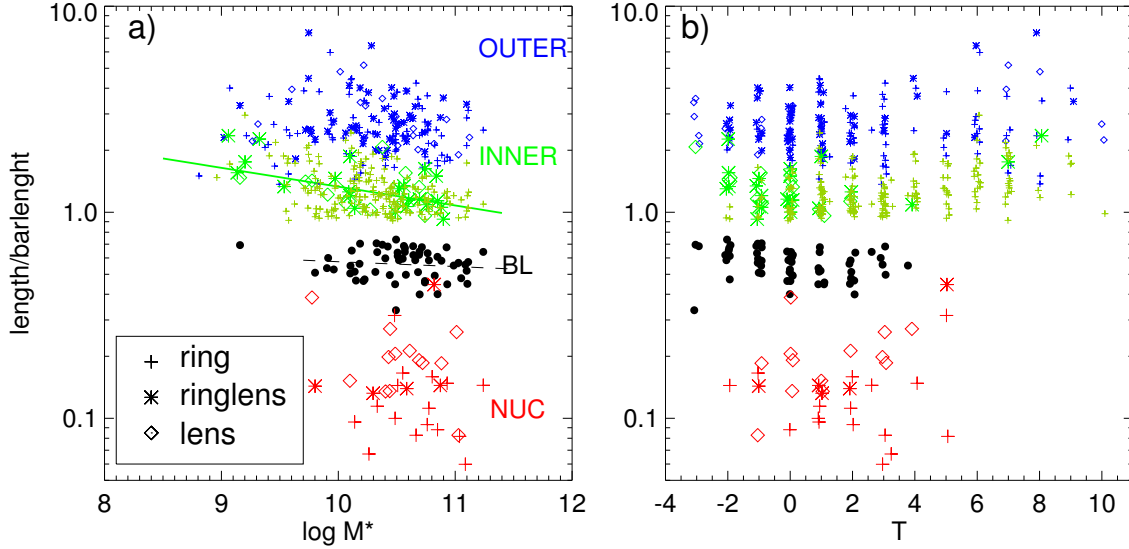 a)
b)
10.0
1.0
0.1
length/barlenght
OUTER
INNER
BL
NUC
ring
ringlens
lens
8
9
10
11
12
log M*
10.0
1.0
0.1
-4
-2
0
2
4
6
8
10
T